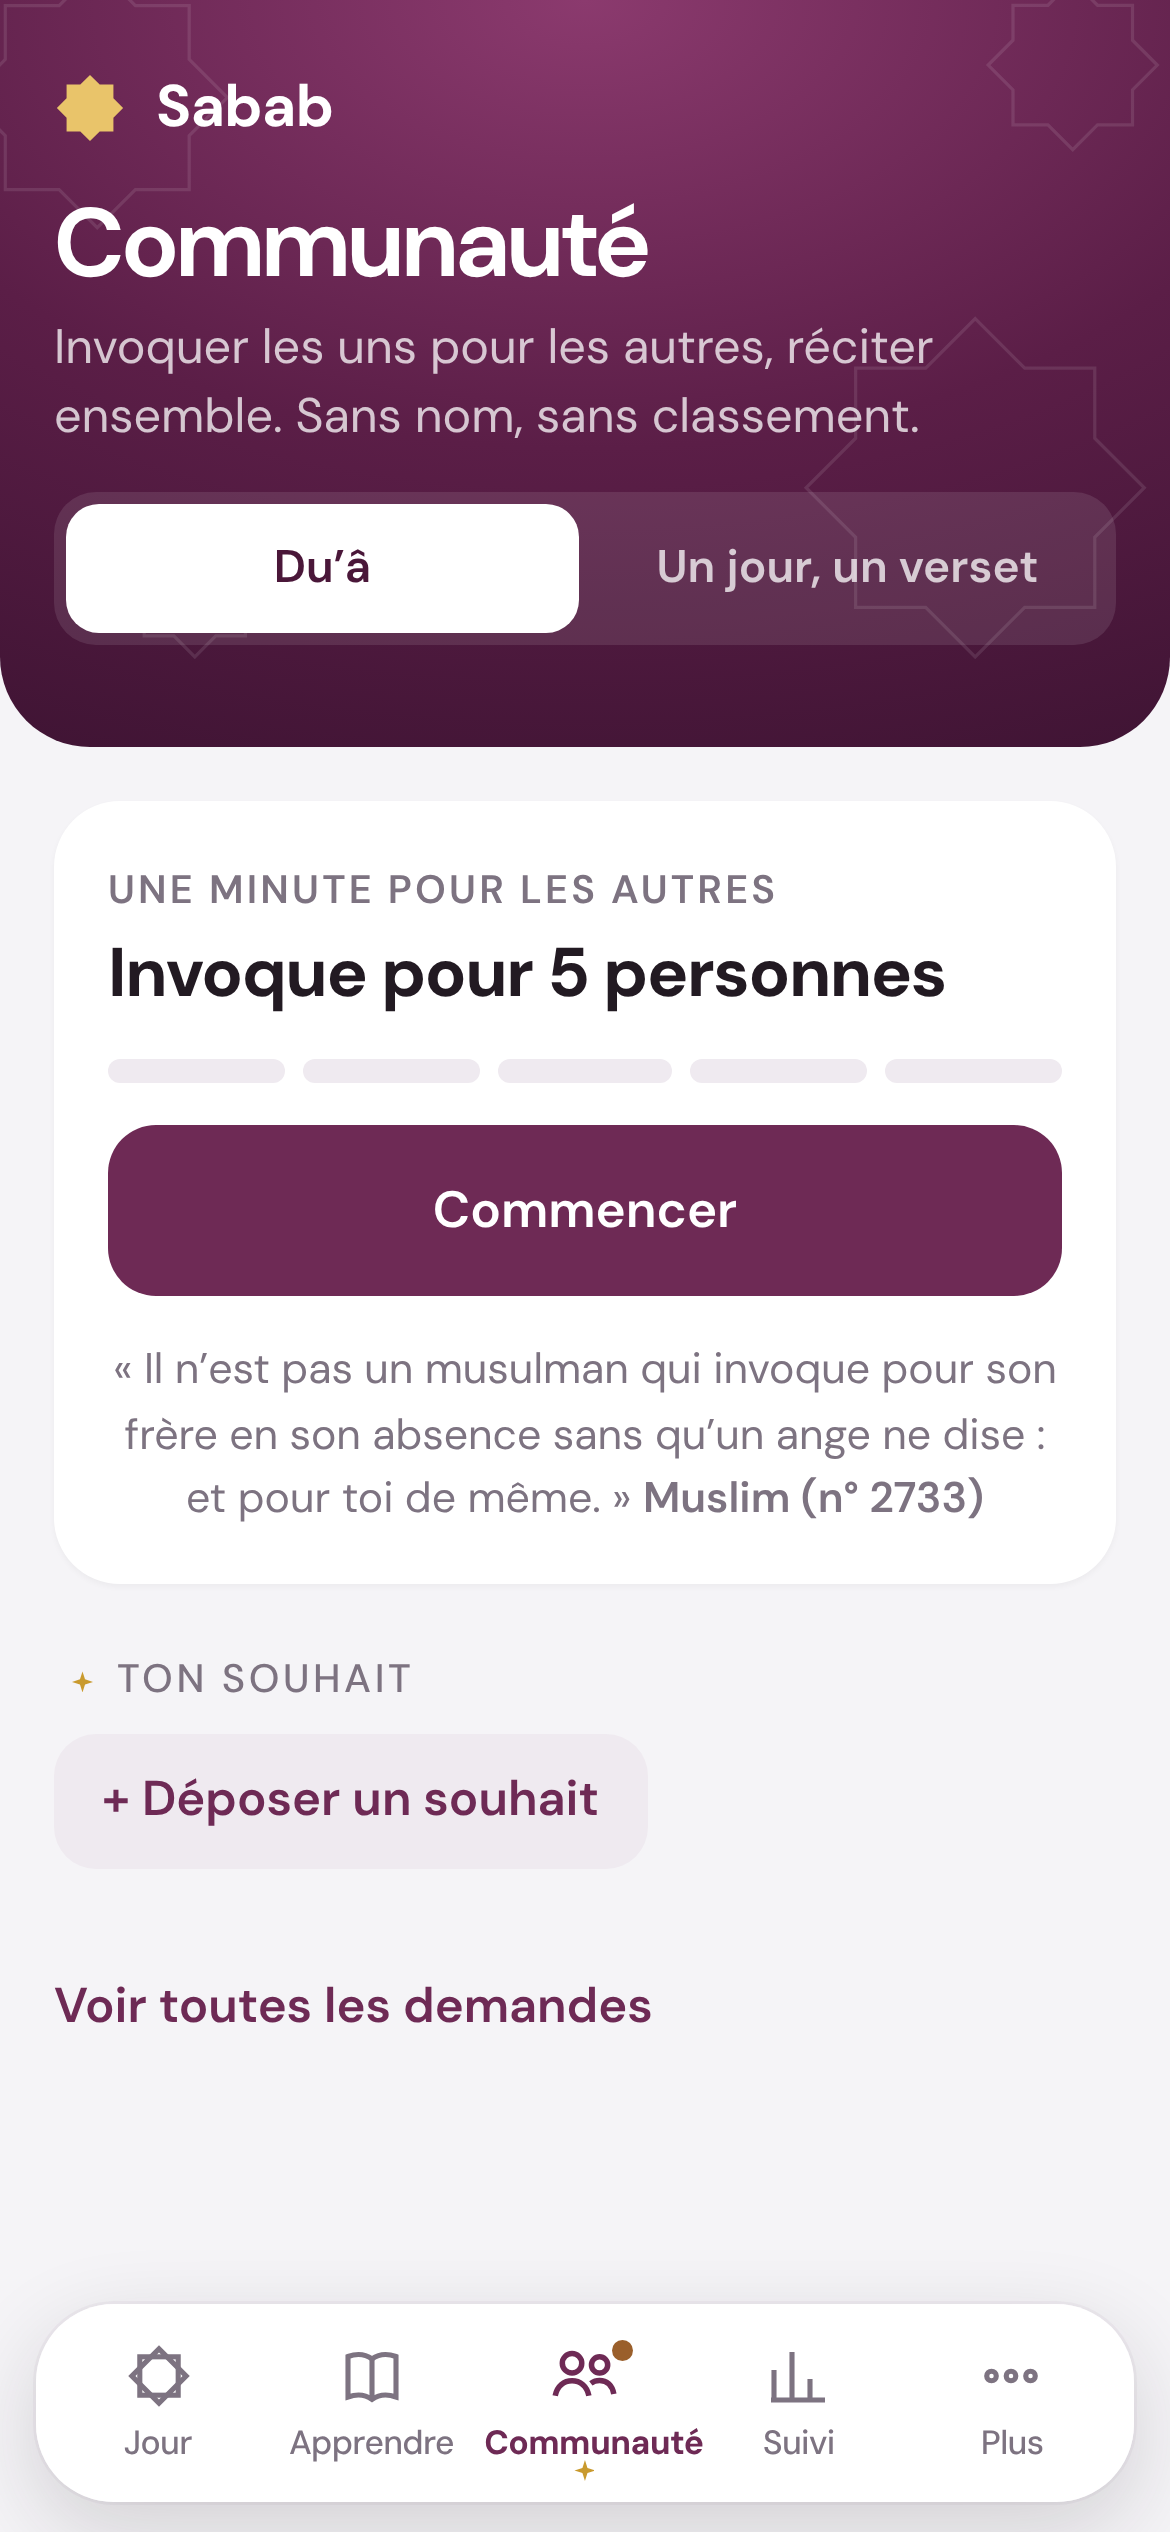 Sabab
Communauté
Invoquer les uns pour les autres, réciter
ensemble. Sans nom, sans classement.
Du’â
Un jour, un verset
UNE MINUTE POUR LES AUTRES
Invoque pour 5 personnes
Commencer
« Il n’est pas un musulman qui invoque pour son
frère en son absence sans qu’un ange ne dise :
et pour toi de même. » Muslim (n° 2733)
TON SOUHAIT
+ Déposer un souhait
Voir toutes les demandes
Jour
Apprendre
Communauté
Suivi
Plus